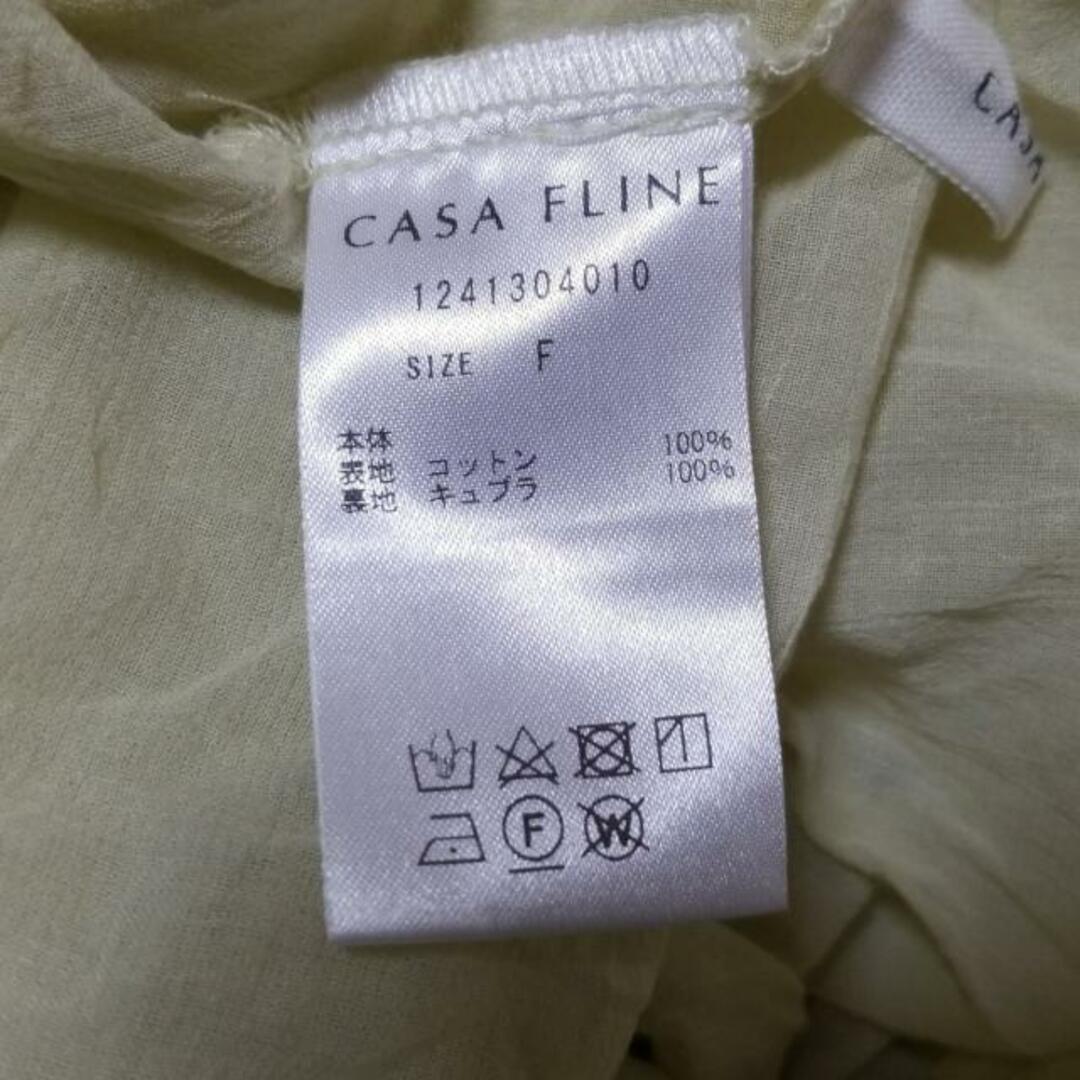 CASA FLINE
1241304010
SIZE F
本体
表地 コットン 100%
裏地 キュプラ 100%
F
W
CASA